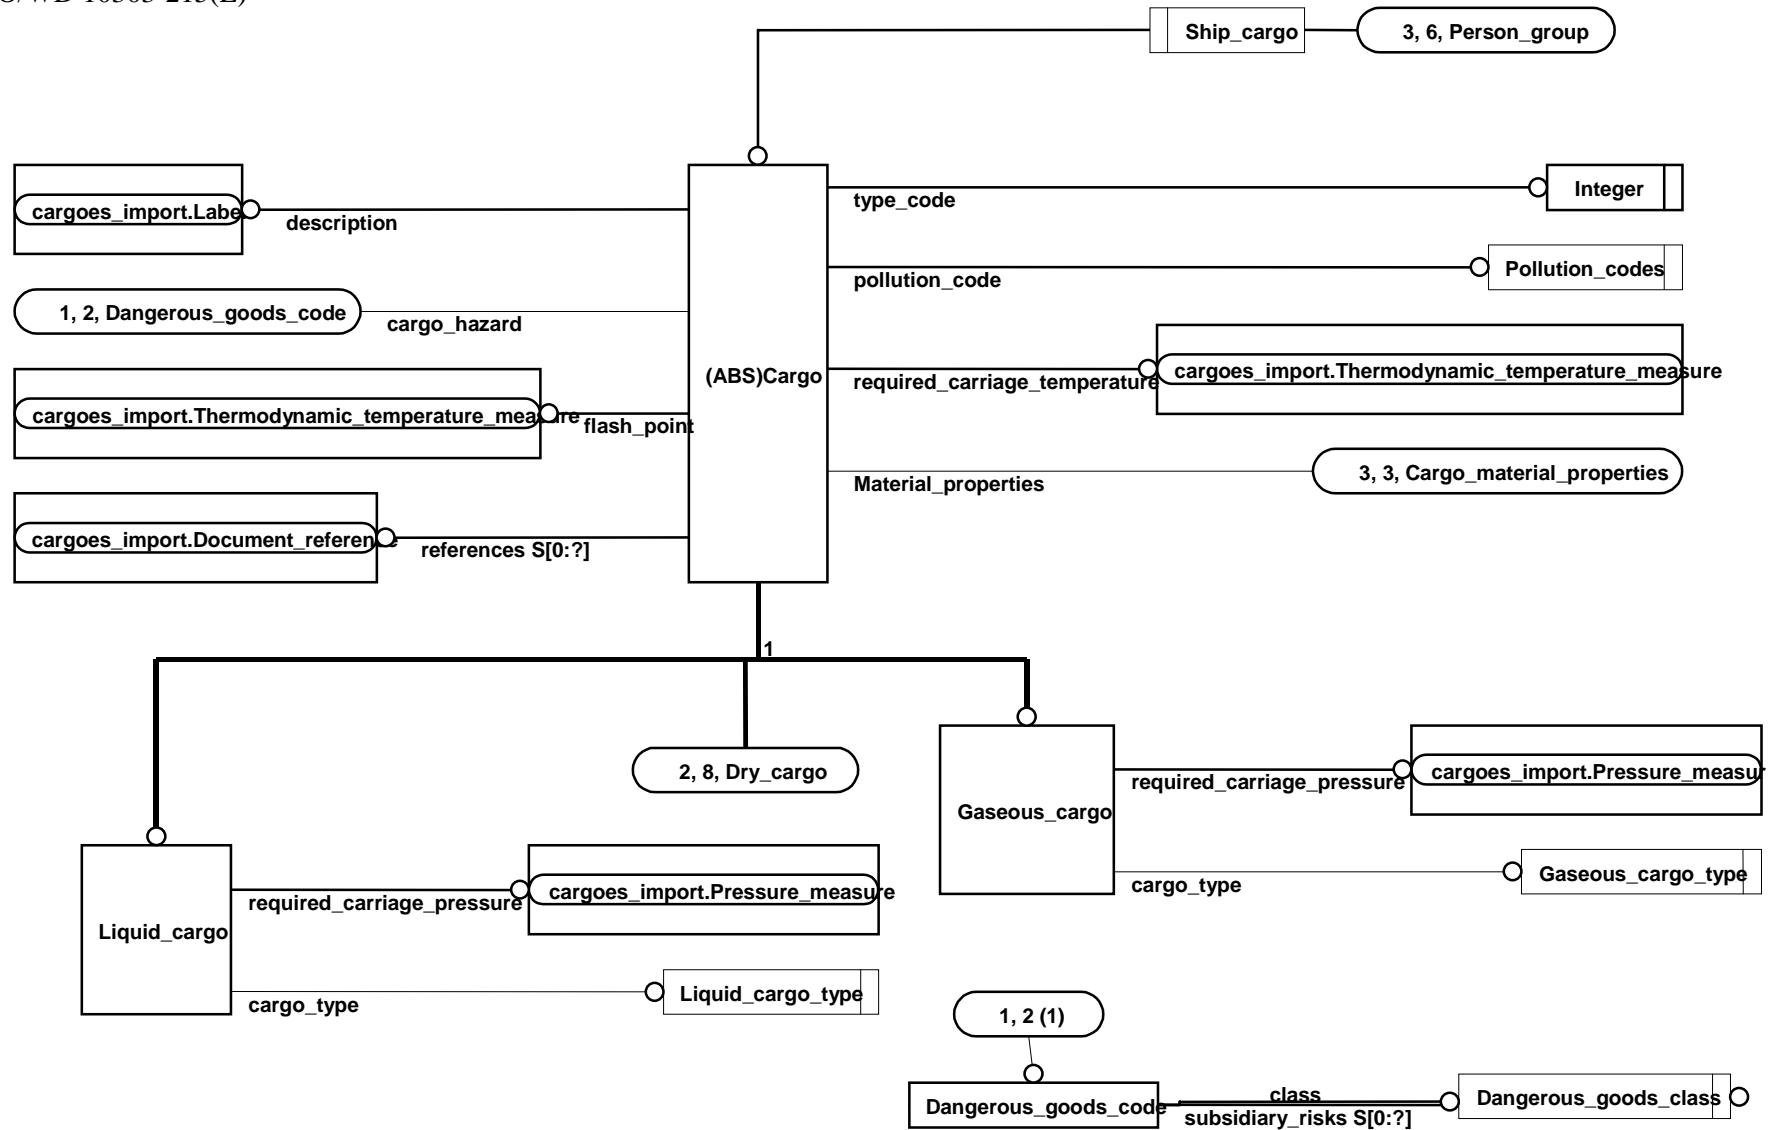 Ship_cargo
3, 6, Person_group
cargoes_import.Labe
description
type_code
Integer
pollution_code
Pollution_codes
1, 2, Dangerous_goods_code
cargo_hazard
(ABS)Cargo
required_carriage_temperature
cargoes_import.Thermodynamic_temperature_measure
cargoes_import.Thermodynamic_temperature_measure
flash_point
Material_properties
3, 3, Cargo_material_properties
cargoes_import.Document_reference
references S[0:?]
1
2, 8, Dry_cargo
Gaseous_cargo
required_carriage_pressure
cargoes_import.Pressure_measur
cargo_type
Gaseous_cargo_type
Liquid_cargo
required_carriage_pressure
cargoes_import.Pressure_measure
cargo_type
Liquid_cargo_type
1, 2 (1)
Dangerous_goods_code
class
subsidiary_risks S[0:?]
Dangerous_goods_class